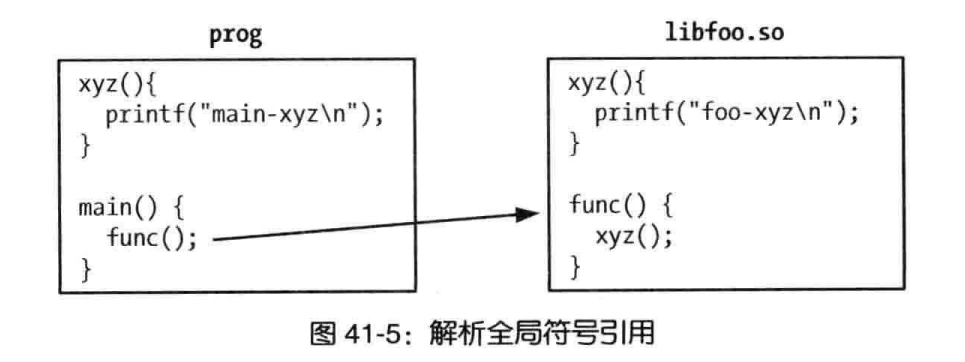 prog
xyz(){
  printf("main-xyz\n");
}
main() {
  func();
}
libfoo.so
xyz(){
  printf("foo-xyz\n");
}
func() {
  xyz();
}
图 41-5：解析全局符号引用